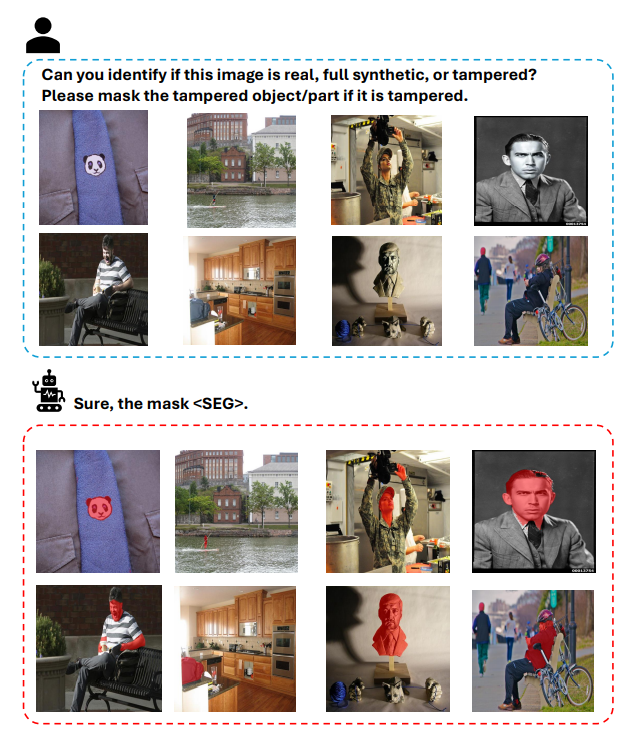 Can you identify if this image is real, full synthetic, or tampered?
Please mask the tampered object/part if it is tampered.
Sure, the mask <SEG>.